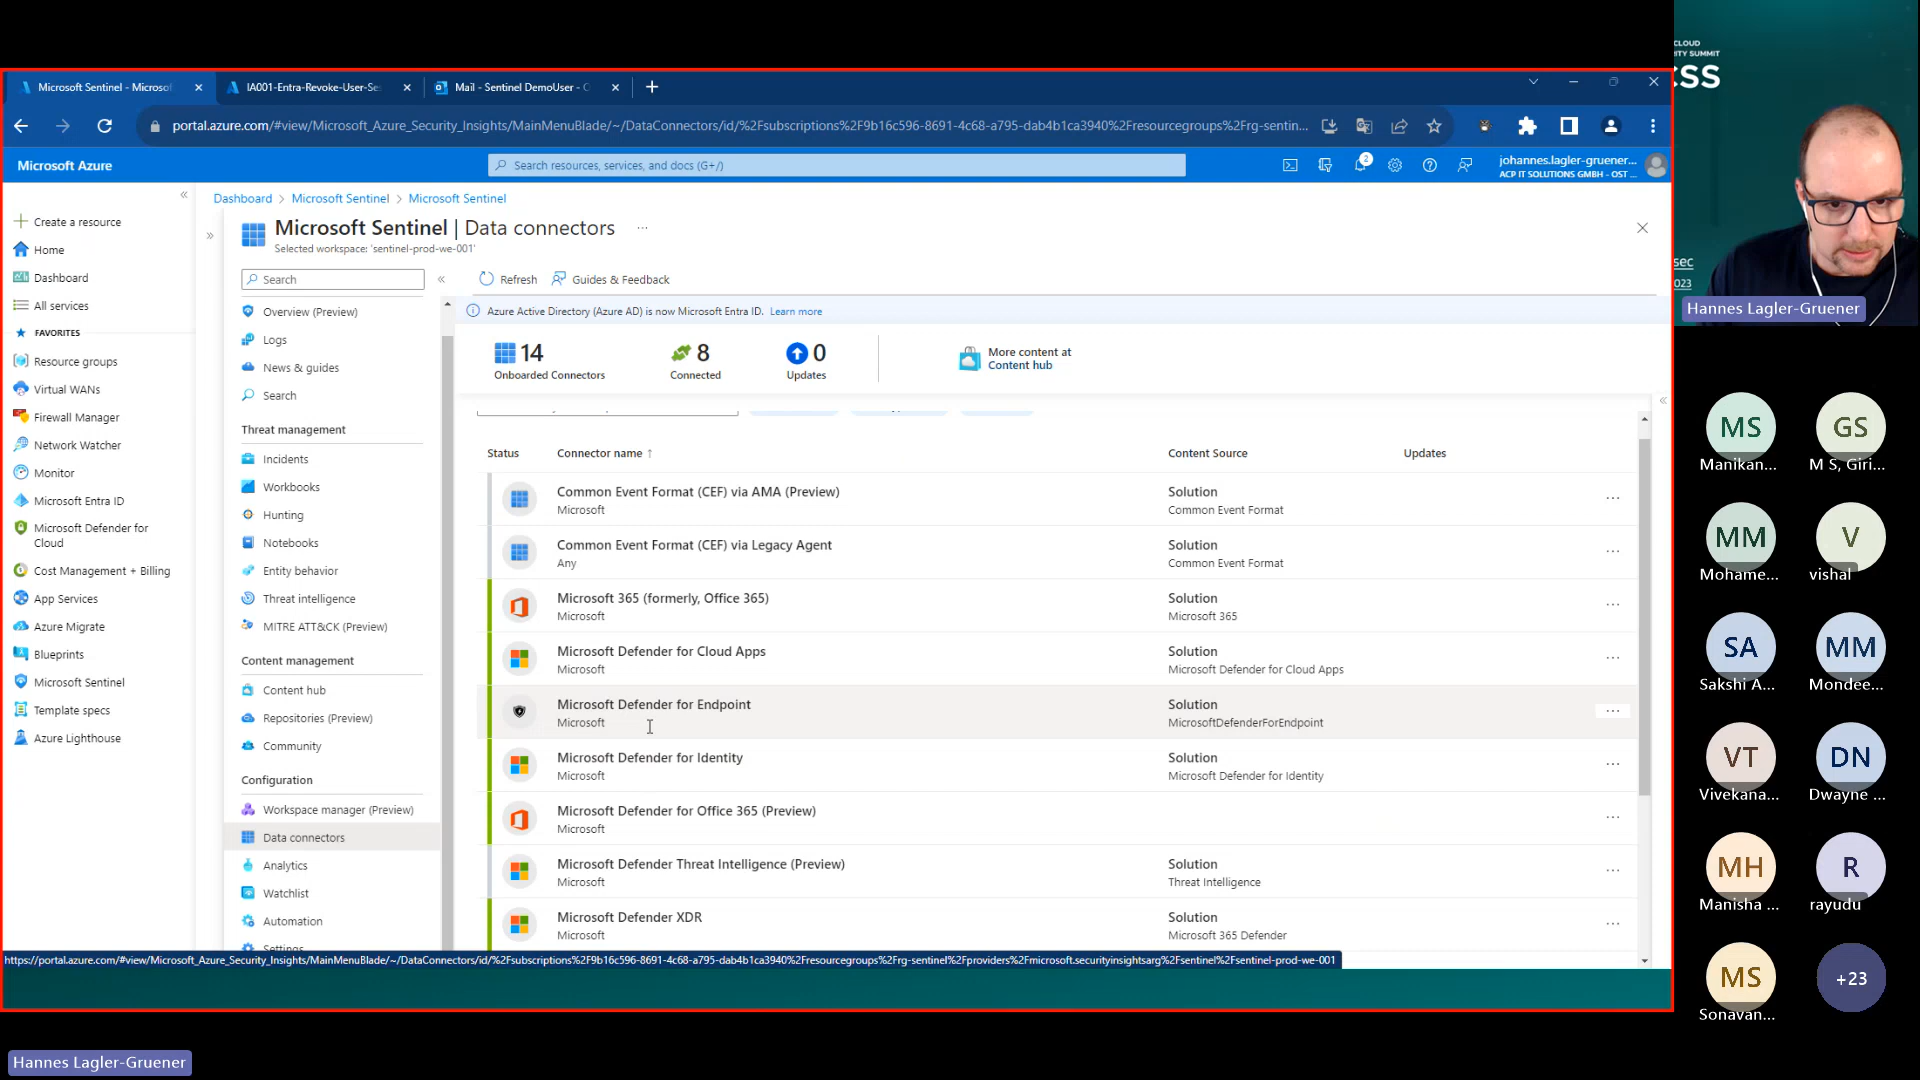 Microsoft Sentinel - Microsof
IA001-Entra-Revoke-User-Se
Mail - Sentinel DemoUser - O
portal.azure.com/#view/Microsoft_Azure_Security_Insights/MainMenuBlade/~/DataConnectors/id/%2Fsubscriptions%2F9b16c596-8691-4c68-a795-dab4b1ca3940%2Fresourcegroups%2Frg-sentin...
Microsoft Azure
Search resources, services, and docs (G+/)
2
johannes.lagler-gruener...
ACP IT SOLUTIONS GMBH - OST ...
Create a resource
Home
Dashboard
All services
FAVORITES
Resource groups
Virtual WANs
Firewall Manager
Network Watcher
Monitor
Microsoft Entra ID
Microsoft Defender for
Cloud
Cost Management + Billing
App Services
Azure Migrate
Blueprints
Microsoft Sentinel
Template specs
Azure Lighthouse
Dashboard > Microsoft Sentinel > Microsoft Sentinel
Microsoft Sentinel | Data connectors ...
Selected workspace: 'sentinel-prod-we-001'
Search
Overview (Preview)
Logs
News & guides
Search
Threat management
Incidents
Workbooks
Hunting
Notebooks
Entity behavior
Threat intelligence
MITRE ATT&CK (Preview)
Content management
Content hub
Repositories (Preview)
Community
Configuration
Workspace manager (Preview)
Data connectors
Analytics
Watchlist
Automation
Settings
Refresh
Guides & Feedback
Azure Active Directory (Azure AD) is now Microsoft Entra ID. Learn more
14
Onboarded Connectors
8
Connected
0
Updates
More content at
Content hub
Status Connector name ↑ Content Source Updates
Common Event Format (CEF) via AMA (Preview) Solution
Microsoft Common Event Format
Common Event Format (CEF) via Legacy Agent Solution
Any Common Event Format
Microsoft 365 (formerly, Office 365) Solution
Microsoft Microsoft 365
Microsoft Defender for Cloud Apps Solution
Microsoft Microsoft Defender for Cloud Apps
Microsoft Defender for Endpoint Solution
Microsoft MicrosoftDefenderForEndpoint
Microsoft Defender for Identity Solution
Microsoft Microsoft Defender for Identity
Microsoft Defender for Office 365 (Preview)
Microsoft
Microsoft Defender Threat Intelligence (Preview) Solution
Microsoft Threat Intelligence
Microsoft Defender XDR Solution
Microsoft Microsoft 365 Defender
https://portal.azure.com/#view/Microsoft_Azure_Security_Insights/MainMenuBlade/~/DataConnectors/id/%2Fsubscriptions%2F9b16c596-8691-4c68-a795-dab4b1ca3940%2Fresourcegroups%2Frg-sentinel%2Fproviders%2Fmicrosoft.securityinsightsarg%2Fsentinel%2Fsentinel-prod-we-001
CLOUD
ITY SUMMIT
CSS
sec
023
Hannes Lagler-Gruener
MS
Manikan...
GS
M S, Giri...
MM
Mohame...
V
vishal
SA
Sakshi A...
MM
Mondee...
VT
Vivekana...
DN
Dwayne ...
MH
Manisha ...
R
rayudu
MS
Sonavan...
+23
Hannes Lagler-Gruener